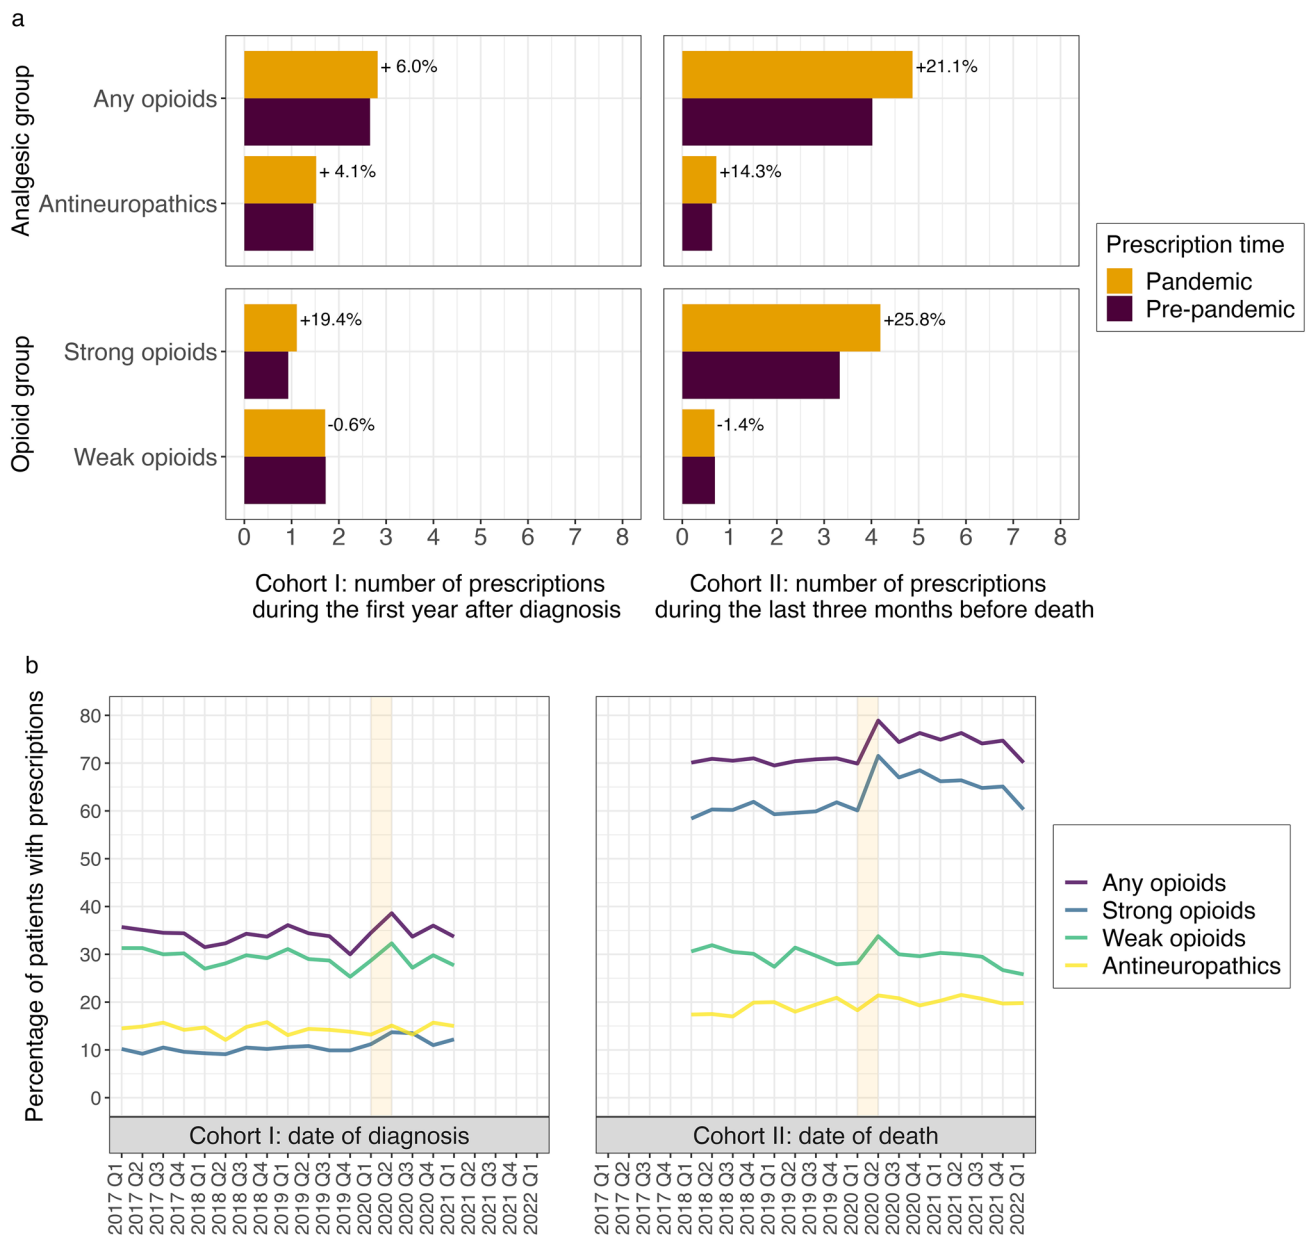 a
Analgesic group
Any opioids
Antineuropathics
+ 6.0%
+ 4.1%
+21.1%
+14.3%
Opioid group
Strong opioids
Weak opioids
+19.4%
-0.6%
+25.8%
-1.4%
0 1 2 3 4 5 6 7 8
0 1 2 3 4 5 6 7 8
Cohort I: number of prescriptions
during the first year after diagnosis
Cohort II: number of prescriptions
during the last three months before death
Prescription time
Pandemic
Pre-pandemic
b
Percentage of patients with prescriptions
80
70
60
50
40
30
20
10
0
Cohort I: date of diagnosis
Cohort II: date of death
2017 Q1
2017 Q2
2017 Q3
2017 Q4
2018 Q1
2018 Q2
2018 Q3
2018 Q4
2019 Q1
2019 Q2
2019 Q3
2019 Q4
2020 Q1
2020 Q2
2020 Q3
2020 Q4
2021 Q1
2021 Q2
2021 Q3
2021 Q4
2022 Q1
2017 Q1
2017 Q2
2017 Q3
2017 Q4
2018 Q1
2018 Q2
2018 Q3
2018 Q4
2019 Q1
2019 Q2
2019 Q3
2019 Q4
2020 Q1
2020 Q2
2020 Q3
2020 Q4
2021 Q1
2021 Q2
2021 Q3
2021 Q4
2022 Q1
Any opioids
Strong opioids
Weak opioids
Antineuropathics